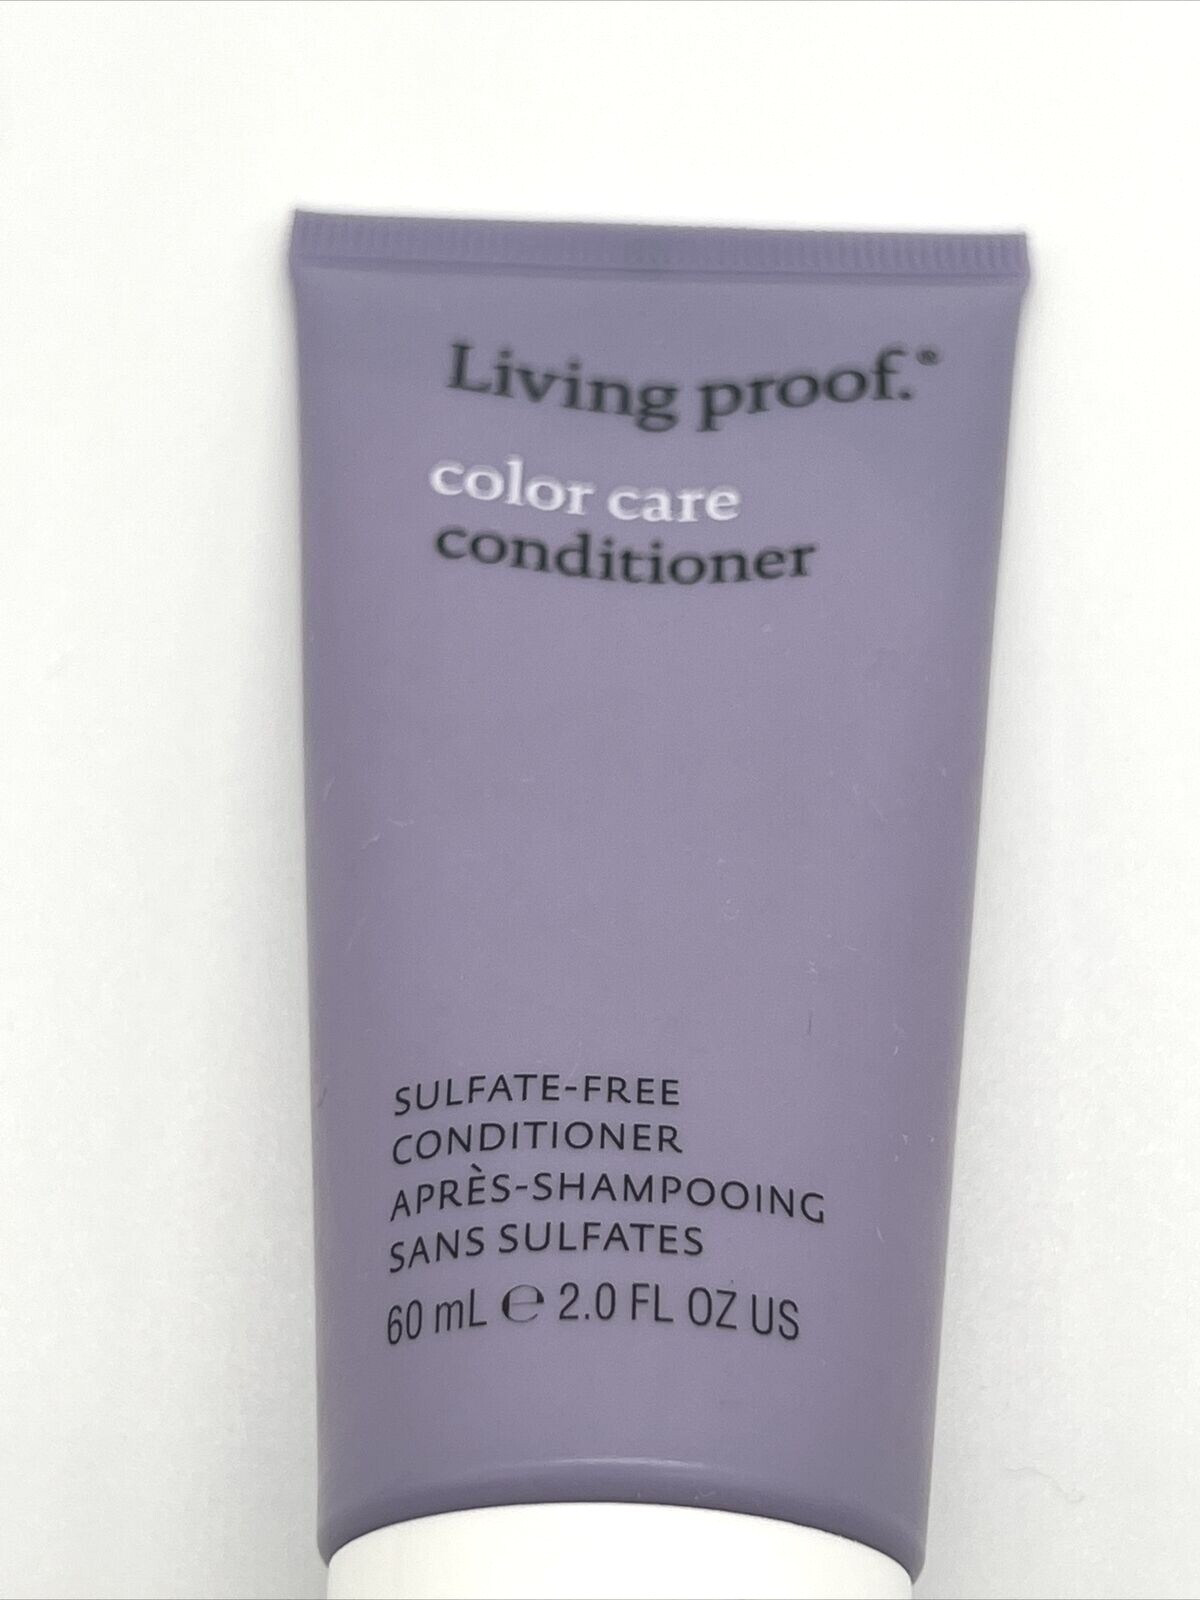 Living proof.®
color care
conditioner
SULFATE-FREE
CONDITIONER
APRÈS-SHAMPOOING
SANS SULFATES
60 mL ℮ 2.0 FL OZ US